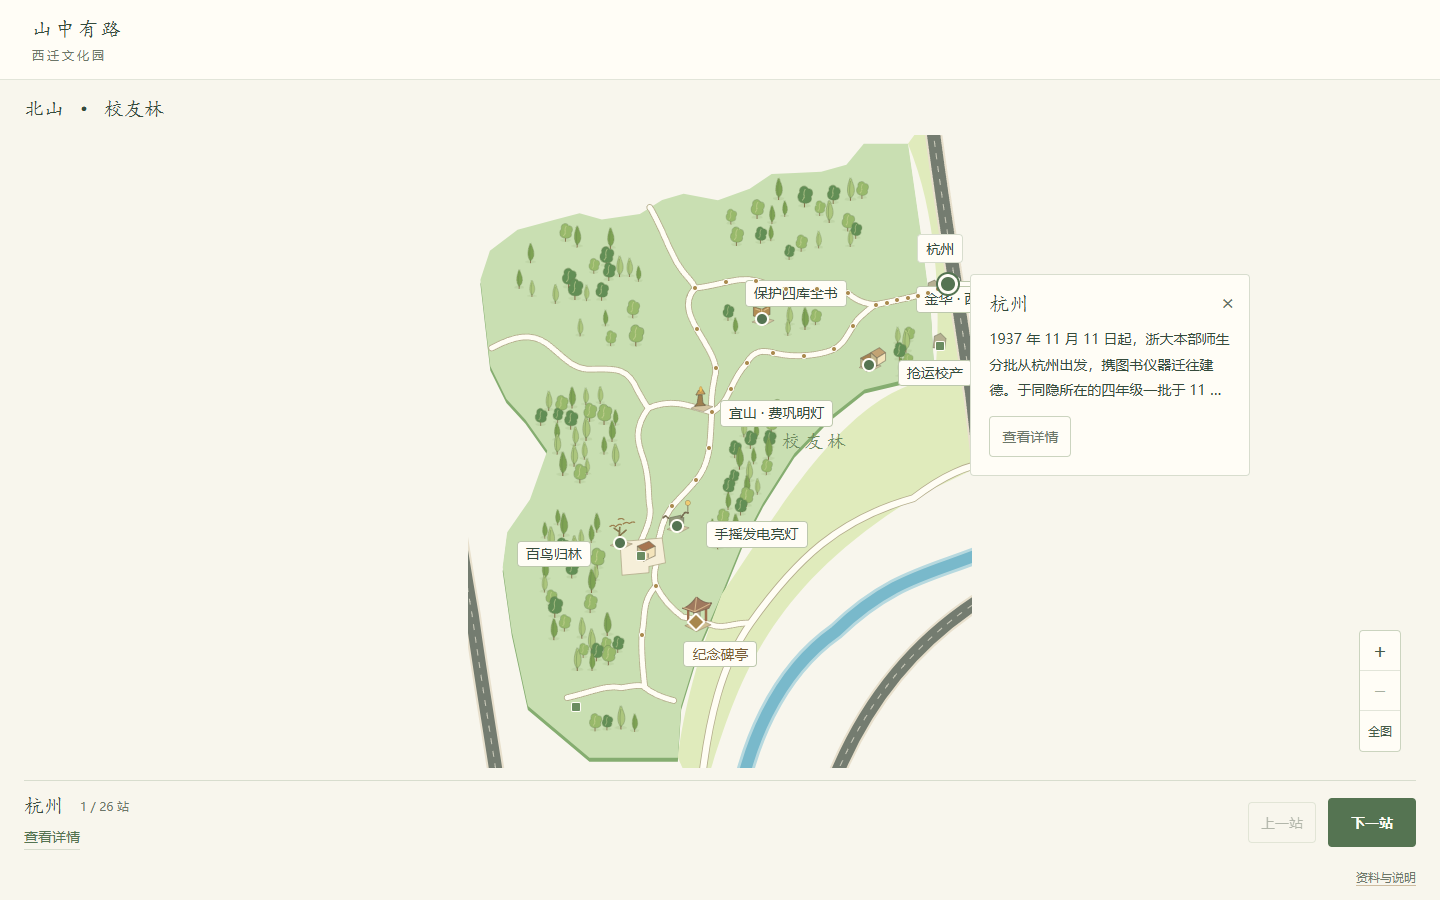 山中有路
西迁文化园
北山 • 校友林
杭州
保护四库全书
金华 · 西
杭州
×
1937 年 11 月 11 日起，浙大本部师生
分批从杭州出发，携图书仪器迁往建
德。于同隐所在的四年级一批于 11 ...
查看详情
抢运校产
宜山 · 费巩明灯
校友林
手摇发电亮灯
百鸟归林
纪念碑亭
+
−
全图
杭州 1 / 26 站
查看详情
上一站
下一站
资料与说明